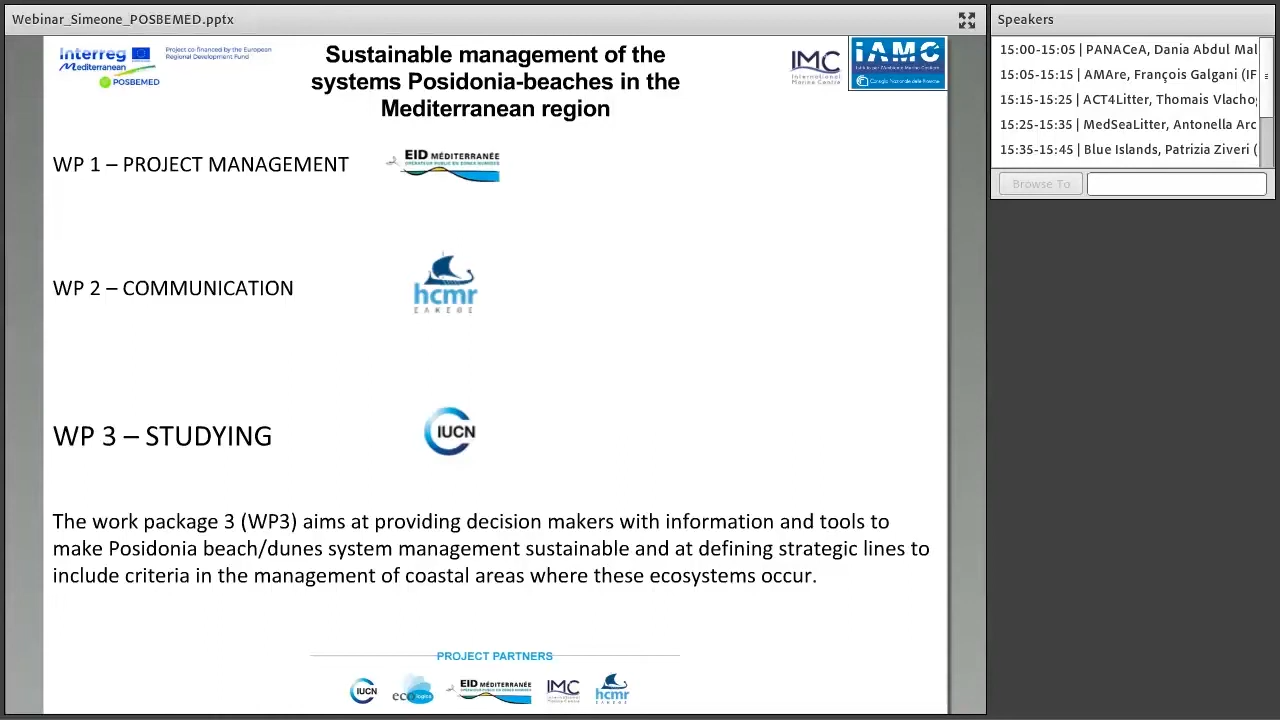 Webinar_Simeone_POSBEMED.pptx
Speakers
Interreg
Mediterranean
POSBEMED
Project co-financed by the European
Regional Development Fund
Sustainable management of the
systems Posidonia-beaches in the
Mediterranean region
IMC
International
Marine Centre
iAMC
15:00-15:05 | PANACeA, Dania Abdul Mal
15:05-15:15 | AMAre, François Galgani (IF
15:15-15:25 | ACT4Litter, Thomais Vlacho
15:25-15:35 | MedSeaLitter, Antonella Arc
15:35-15:45 | Blue Islands, Patrizia Ziveri (
Browse To
WP 1 – PROJECT MANAGEMENT
EID MÉDITERRANÉE
WP 2 – COMMUNICATION
hcmr
ΕΛΚΕΘΕ
WP 3 – STUDYING
IUCN
The work package 3 (WP3) aims at providing decision makers with information and tools to
make Posidonia beach/dunes system management sustainable and at defining strategic lines to
include criteria in the management of coastal areas where these ecosystems occur.
PROJECT PARTNERS
IUCN
ecologica
EID MÉDITERRANÉE
IMC
hcmr